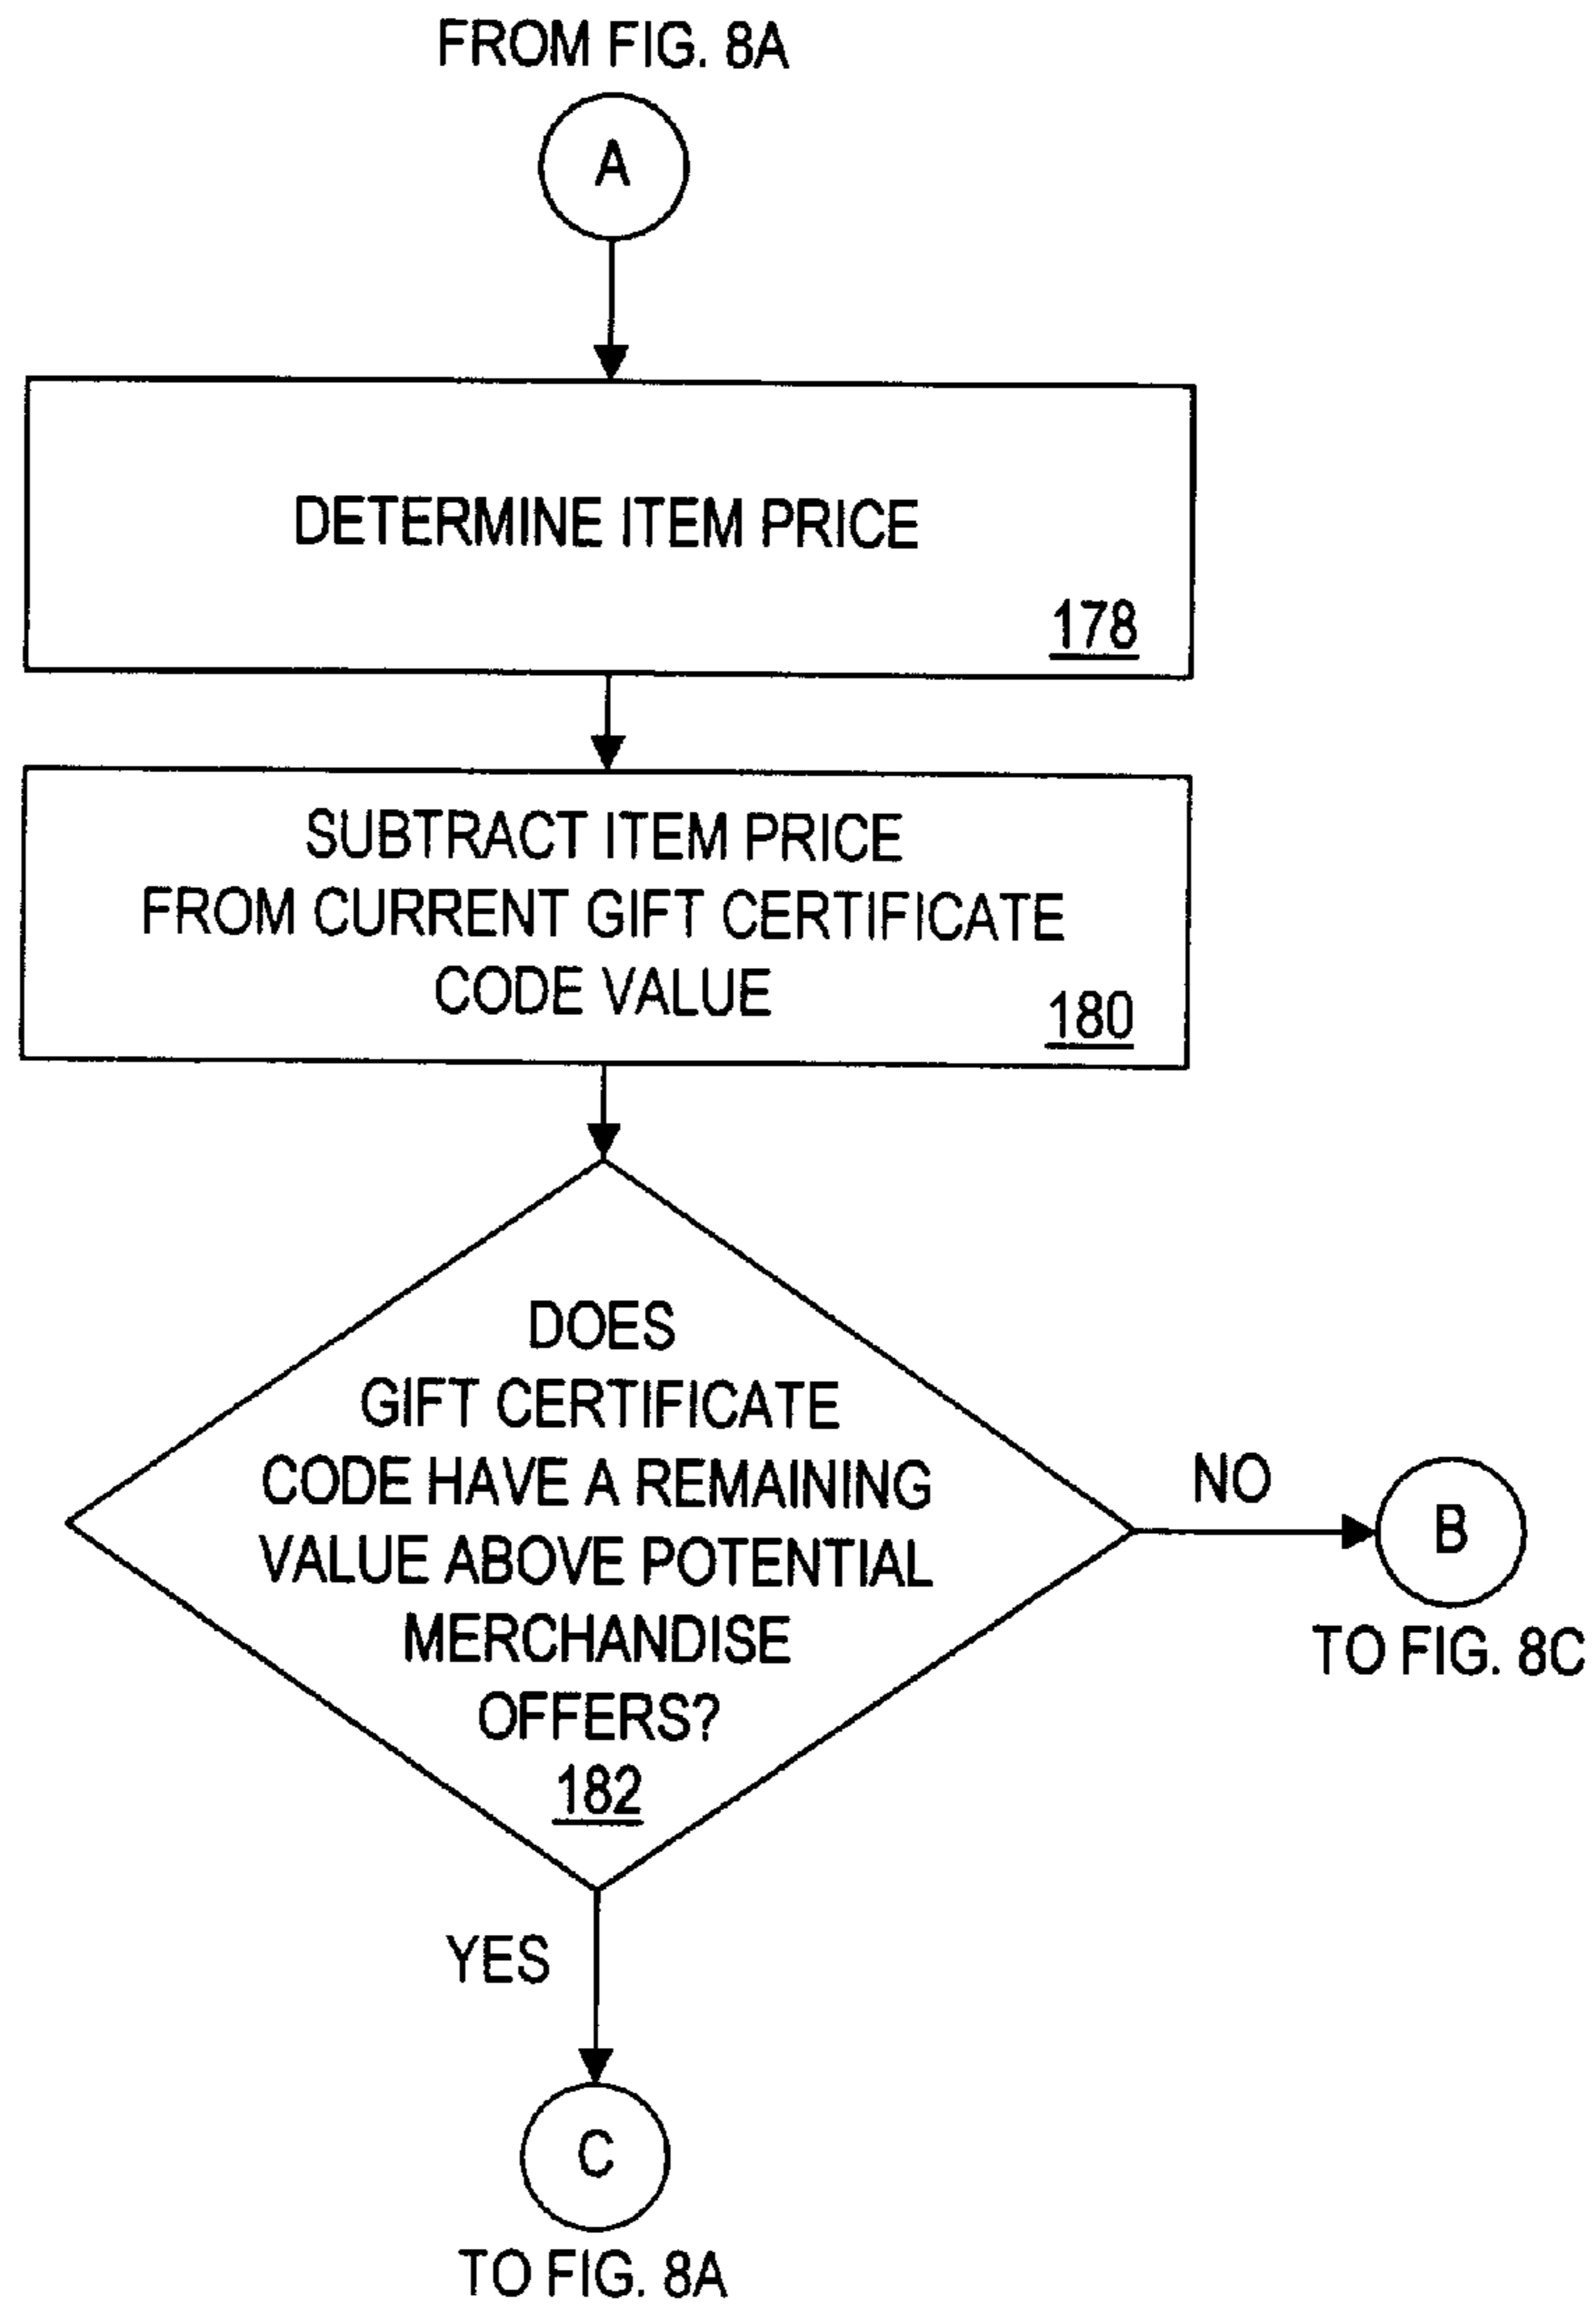 FROM FIG. 8A
A
DETERMINE ITEM PRICE
178
SUBTRACT ITEM PRICE
FROM CURRENT GIFT CERTIFICATE
CODE VALUE
180
DOES
GIFT CERTIFICATE
CODE HAVE A REMAINING
VALUE ABOVE POTENTIAL
MERCHANDISE
OFFERS?
182
NO
B
TO FIG. 8C
YES
C
TO FIG. 8A